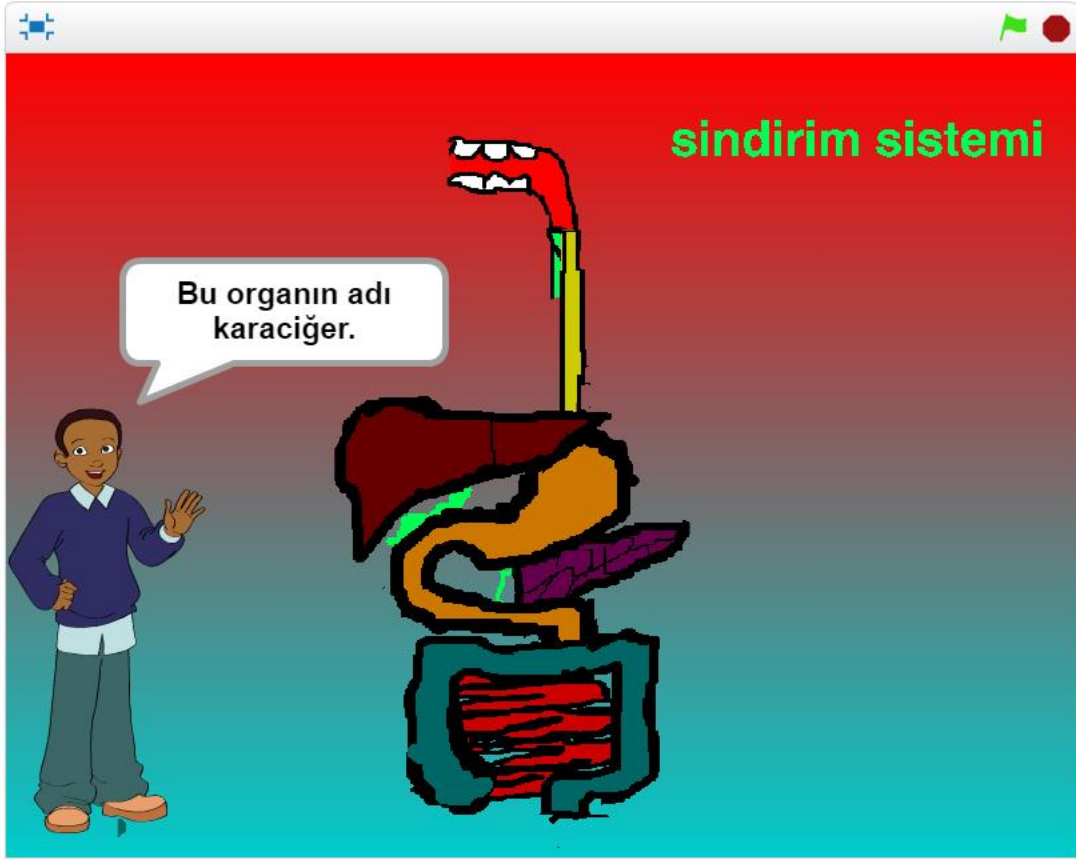 sindirim sistemi
Bu organın adı
karaciğer.